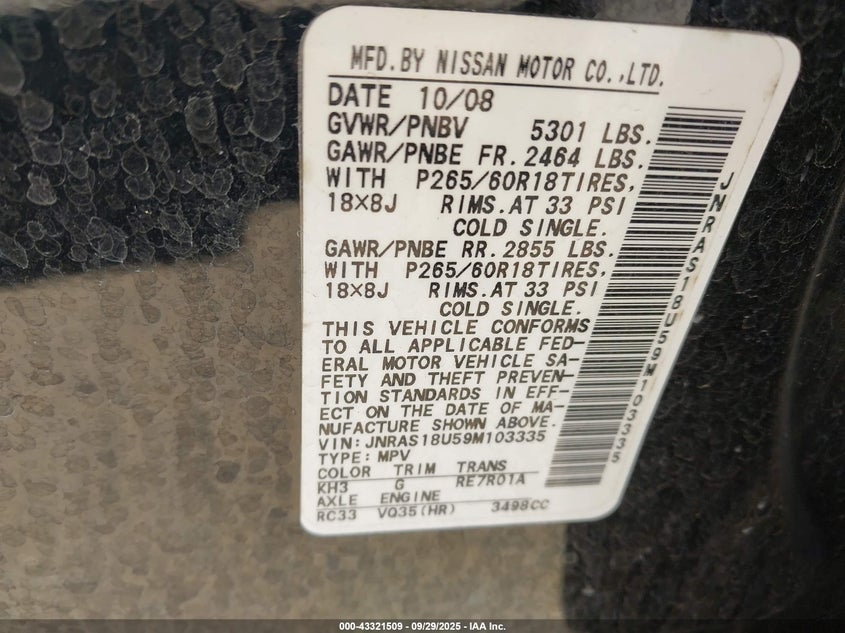 MFD.BY NISSAN MOTOR CO.,LTD.
DATE 10/08
GVWR/PNBV 5301 LBS.
GAWR/PNBE FR. 2464 LBS.
WITH P265/60R18TIRES,
18×8J RIMS.AT 33 PSI
COLD SINGLE.
GAWR/PNBE RR. 2855 LBS.
WITH P265/60R18TIRES,
18×8J RIMS.AT 33 PSI
COLD SINGLE.
THIS VEHICLE CONFORMS
TO ALL APPLICABLE FED-
ERAL MOTOR VEHICLE SA-
FETY AND THEFT PREVEN-
TION STANDARDS IN EFF-
ECT ON THE DATE OF MA-
NUFACTURE SHOWN ABOVE.
VIN: JNRAS18U59M103335
TYPE: MPV
COLOR TRIM TRANS
KH3 G RE7R01A
AXLE ENGINE
RC33 VQ35(HR) 3498CC
JNRAS18U59M103335
000-43321509 - 09/29/2025 - IAA Inc.